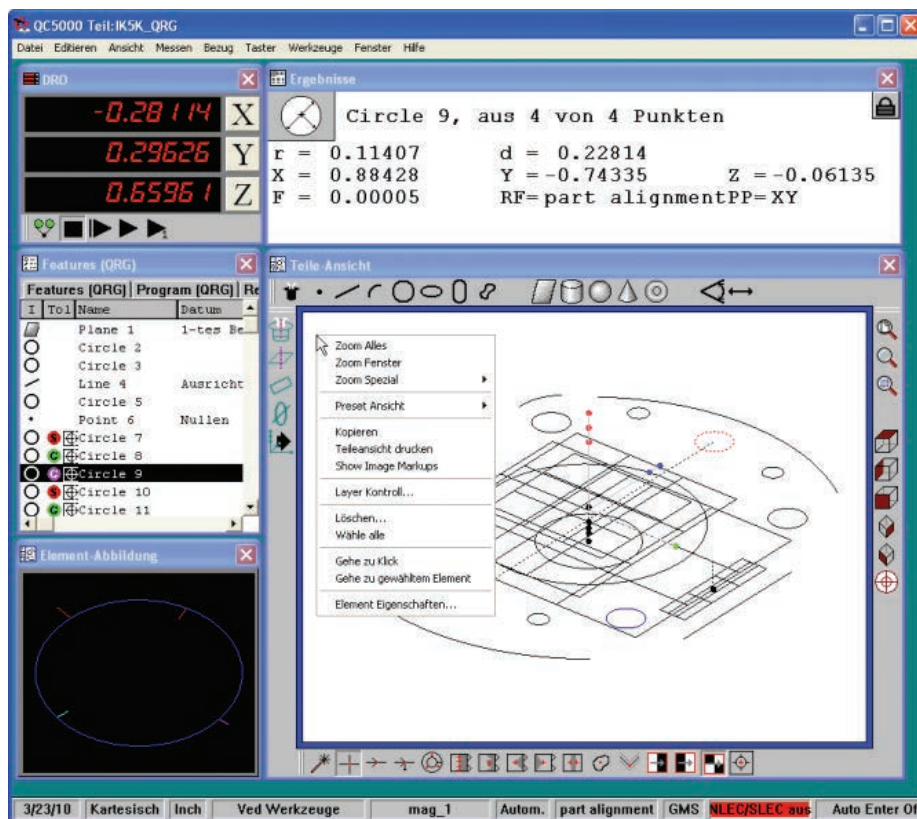 QC5000 Teil:IK5K_QRG
Datei Editieren Ansicht Messen Bezug Taster Werkzeuge Fenster Hilfe
DRO
-0.28114 X
0.29626 Y
0.65961 Z
1
Ergebnisse
Circle 9, aus 4 von 4 Punkten
r = 0.11407 d = 0.22814
X = 0.88428 Y =-0.74335 Z =-0.06135
F = 0.00005 RF=part alignmentPP=XY
Features (QRG)
Features (QRG) Program (QRG) Re
I Tol Name Datum
Plane 1 1-tes Be
Circle 2
Circle 3
Line 4 Ausricht
Circle 5
Point 6 Nullen
S Circle 7
G Circle 8
G Circle 9
S Circle 10
G Circle 11
Element-Abbildung
Teile-Ansicht
Zoom Alles
Zoom Fenster
Zoom Spezial
Preset Ansicht
Kopieren
Teileansicht drucken
Show Image Markups
Layer Kontroll...
Löschen...
Wähle alle
Gehe zu Klick
Gehe zu gewähltem Element
Element Eigenschaften...
3/23/10 Kartesisch Inch Ved Werkzeuge mag_1 Autom. part alignment GMS NLEC/SLEC aus Auto Enter Of